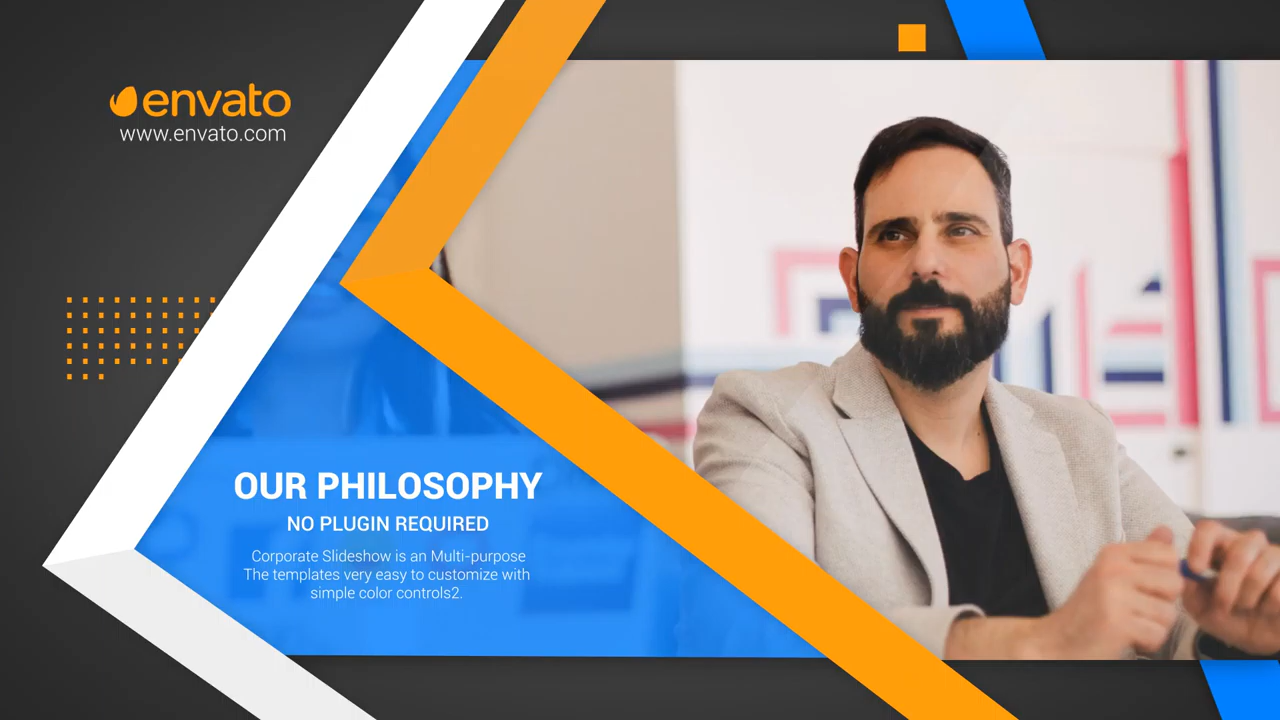 envato
www.envato.com
OUR PHILOSOPHY
NO PLUGIN REQUIRED
Corporate Slideshow is an Multi-purpose
The templates very easy to customize with
simple color controls2.